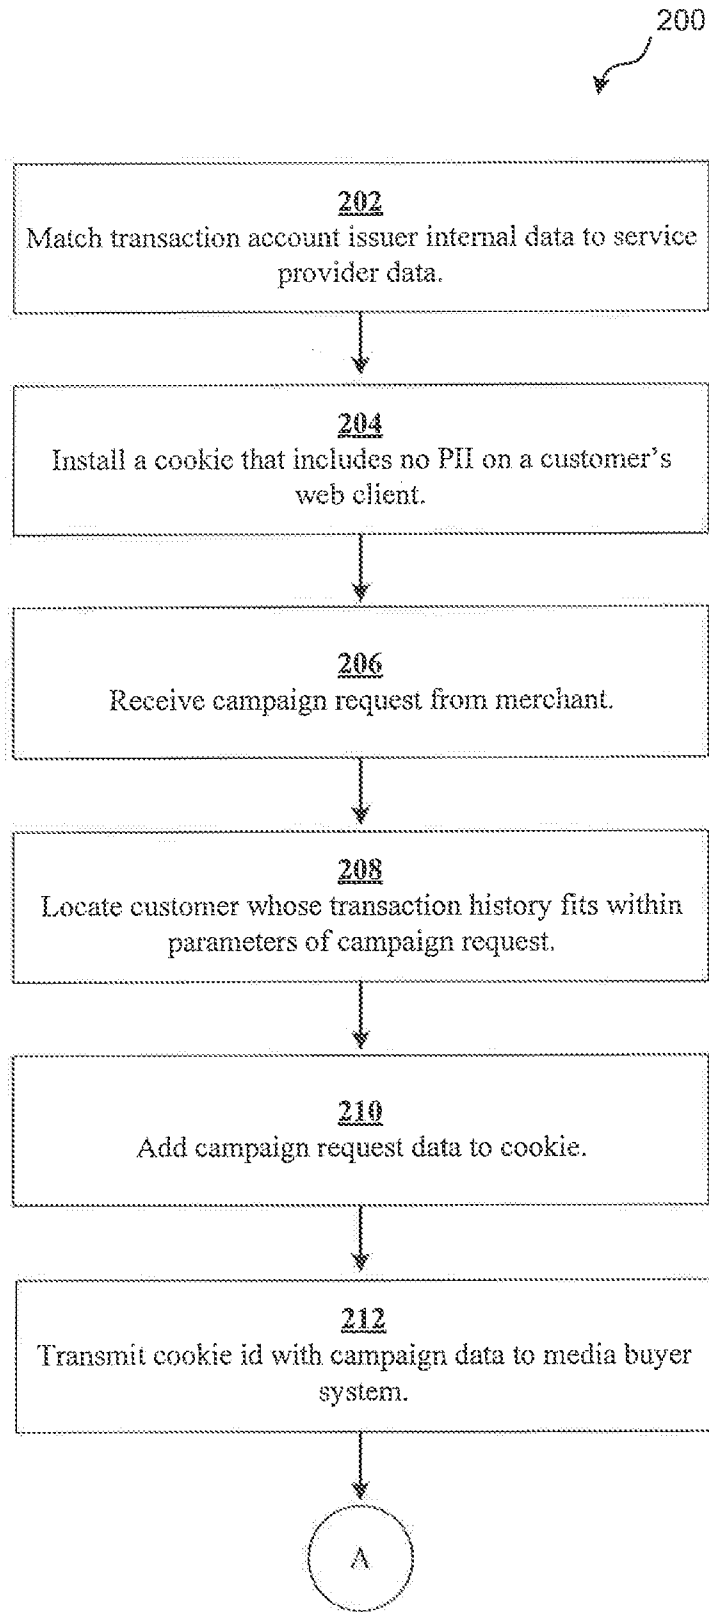 200
202
Match transaction account issuer internal data to service
provider data.
204
Install a cookie that includes no PII on a customer's
web client.
206
Receive campaign request from merchant.
208
Locate customer whose transaction history fits within
parameters of campaign request.
210
Add campaign request data to cookie.
212
Transmit cookie id with campaign data to media buyer
system.
A